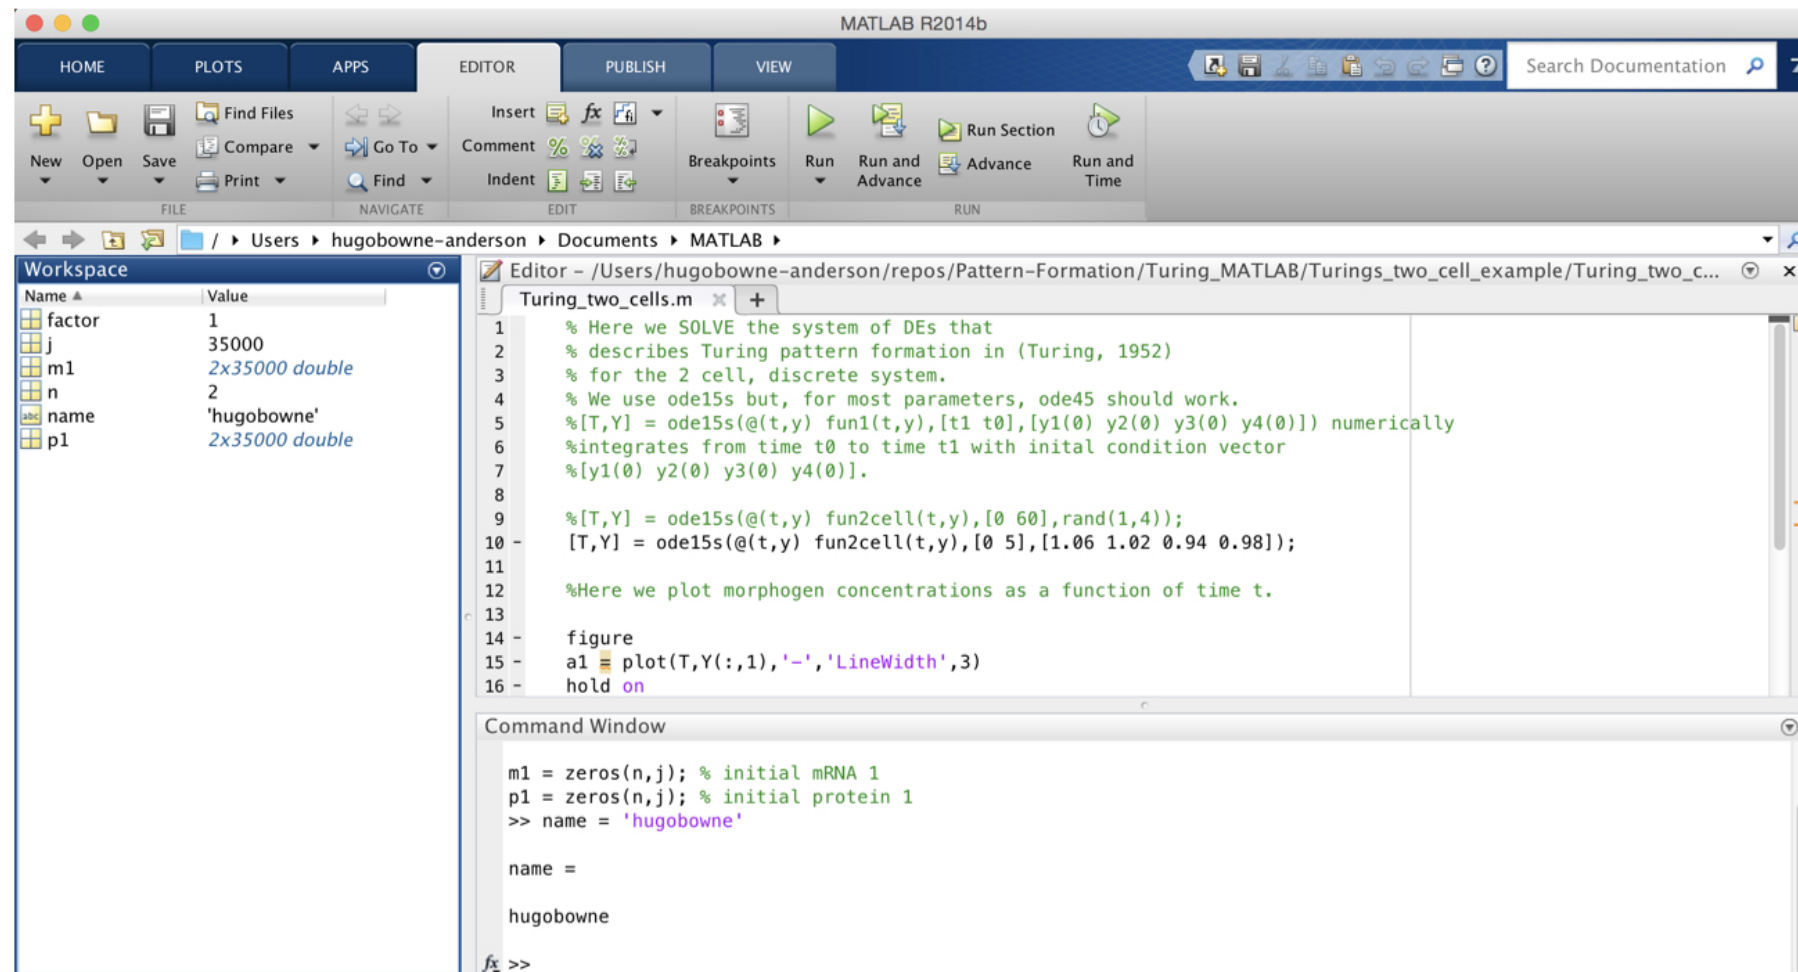 MATLAB R2014b
HOME PLOTS APPS EDITOR PUBLISH VIEW Search Documentation
Find Files Insert fx
New Open Save Compare Go To Comment Breakpoints Run Run and Advance Run Section Advance Run and Time
Print Find Indent
FILE NAVIGATE EDIT BREAKPOINTS RUN
/ Users hugobowne-anderson Documents MATLAB
Workspace
Name Value
factor 1
j 35000
m1 2x35000 double
n 2
abc name 'hugobowne'
p1 2x35000 double
Editor – /Users/hugobowne-anderson/repos/Pattern-Formation/Turing_MATLAB/Turings_two_cell_example/Turing_two_c...
Turing_two_cells.m +
1 % Here we SOLVE the system of DEs that
2 % describes Turing pattern formation in (Turing, 1952)
3 % for the 2 cell, discrete system.
4 % We use ode15s but, for most parameters, ode45 should work.
5 %[T,Y] = ode15s(@(t,y) fun1(t,y),[t1 t0],[y1(0) y2(0) y3(0) y4(0)]) numerically
6 %integrates from time t0 to time t1 with inital condition vector
7 %[y1(0) y2(0) y3(0) y4(0)].
8
9 %[T,Y] = ode15s(@(t,y) fun2cell(t,y),[0 60],rand(1,4));
10 - [T,Y] = ode15s(@(t,y) fun2cell(t,y),[0 5],[1.06 1.02 0.94 0.98]);
11
12 %Here we plot morphogen concentrations as a function of time t.
13
14 - figure
15 - a1 = plot(T,Y(:,1),'-','LineWidth',3)
16 - hold on
Command Window
m1 = zeros(n,j); % initial mRNA 1
p1 = zeros(n,j); % initial protein 1
>> name = 'hugobowne'
name =
hugobowne
fx >>